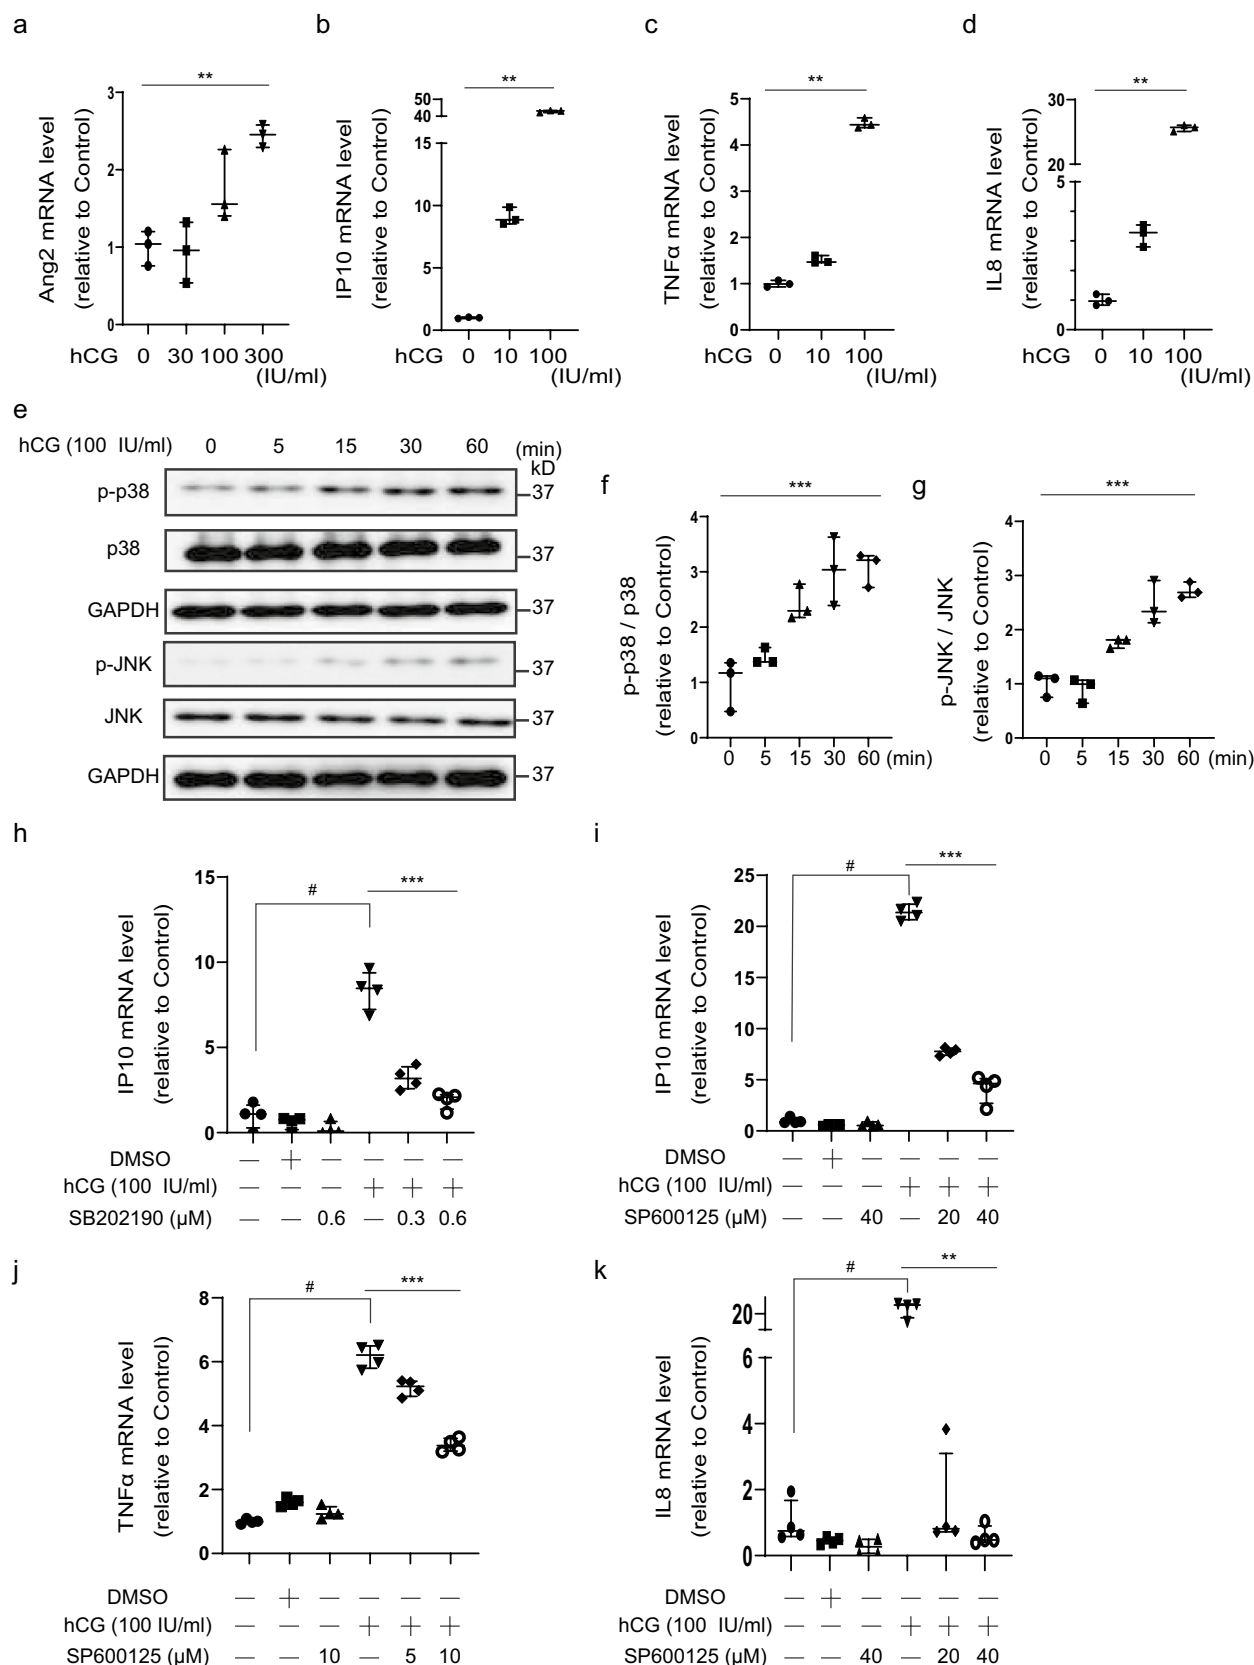 a
b
c
d
**
**
**
**
Ang2 mRNA level
(relative to Control)
3
2
1
0
hCG 0 30 100 300
(IU/ml)
IP10 mRNA level
(relative to Control)
50
40
15
10
5
0
hCG 0 10 100
(IU/ml)
TNFα mRNA level
(relative to Control)
5
4
3
2
1
0
hCG 0 10 100
(IU/ml)
IL8 mRNA level
(relative to Control)
30
20
5
0
hCG 0 10 100
(IU/ml)
e
hCG (100 IU/ml) 0 5 15 30 60 (min)
kD
p-p38 37
p38 37
GAPDH 37
p-JNK 37
JNK 37
GAPDH 37
f
***
p-p38 / p38
(relative to Control)
4
3
2
1
0
0 5 15 30 60 (min)
g
***
p-JNK / JNK
(relative to Control)
4
3
2
1
0
0 5 15 30 60 (min)
h
# ***
IP10 mRNA level
(relative to Control)
15
10
5
0
DMSO — + — — — —
hCG (100 IU/ml) — — — + + +
SB202190 (µM) — — 0.6 — 0.3 0.6
i
# ***
IP10 mRNA level
(relative to Control)
25
20
15
10
5
0
DMSO — + — — — —
hCG (100 IU/ml) — — — + + +
SP600125 (µM) — — 40 — 20 40
j
# ***
TNFα mRNA level
(relative to Control)
8
6
4
2
0
DMSO — + — — — —
hCG (100 IU/ml) — — — + + +
SP600125 (µM) — — 10 — 5 10
k
# **
IL8 mRNA level
(relative to Control)
20
6
4
2
0
DMSO — + — — — —
hCG (100 IU/ml) — — — + + +
SP600125 (µM) — — 40 — 20 40